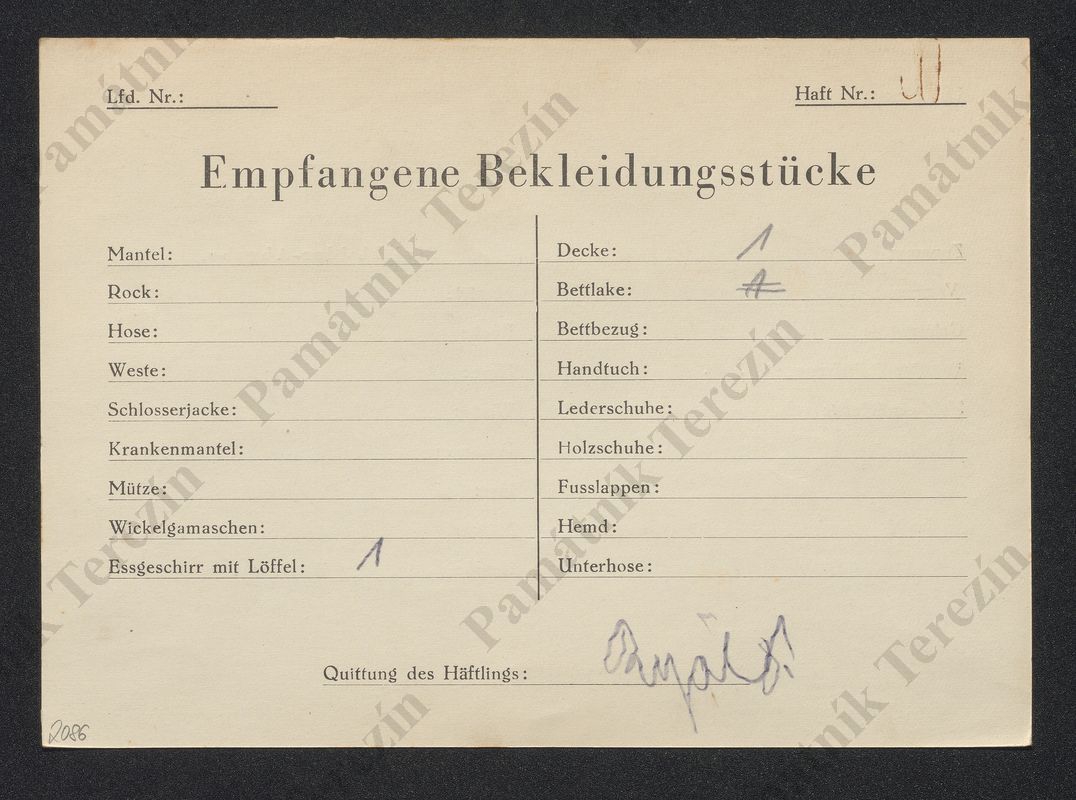 Lfd. Nr.:
Haft Nr.:
Empfangene Bekleidungsstücke
Mantel:
Rock:
Hose:
Weste:
Schlosserjacke:
Krankenmantel:
Mütze:
Wickelgamaschen:
Essgeschirr mit Löffel: 1
Decke: 1
Bettlake: 1
Bettbezug:
Handtuch:
Lederschuhe:
Holzschuhe:
Fusslappen:
Hemd:
Unterhose:
Quittung des Häftlings:
2086
Památník Terezín